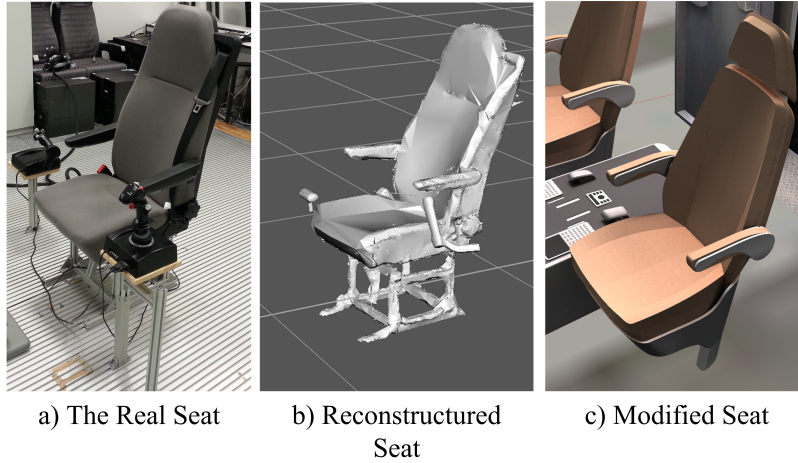 a) The Real Seat
b) Reconstructured
Seat
c) Modified Seat